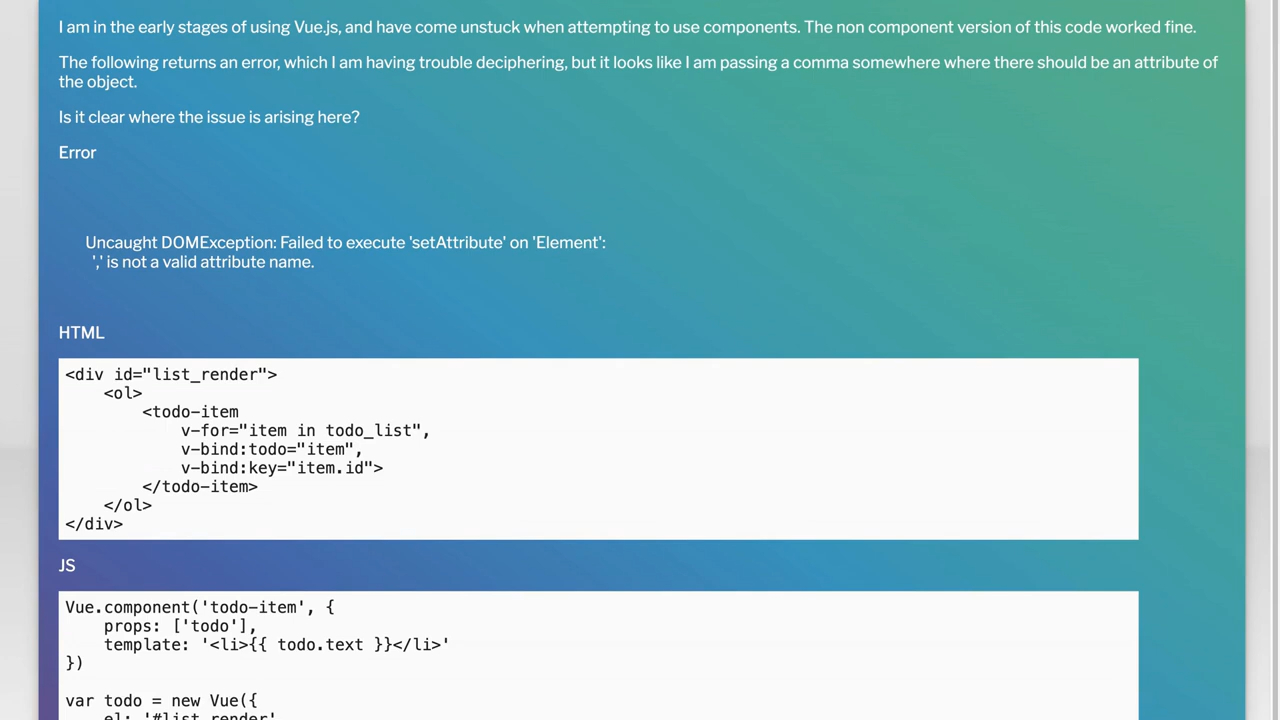 I am in the early stages of using Vue.js, and have come unstuck when attempting to use components. The non component version of this code worked fine.
The following returns an error, which I am having trouble deciphering, but it looks like I am passing a comma somewhere where there should be an attribute of
the object.
Is it clear where the issue is arising here?
Error
Uncaught DOMException: Failed to execute 'setAttribute' on 'Element':
',' is not a valid attribute name.
HTML
<div id="list_render">
    <ol>
        <todo-item
            v-for="item in todo_list",
            v-bind:todo="item",
            v-bind:key="item.id">
        </todo-item>
    </ol>
</div>
JS
Vue.component('todo-item', {
    props: ['todo'],
    template: '<li>{{ todo.text }}</li>'
})
var todo = new Vue({
    el: '#list_render',